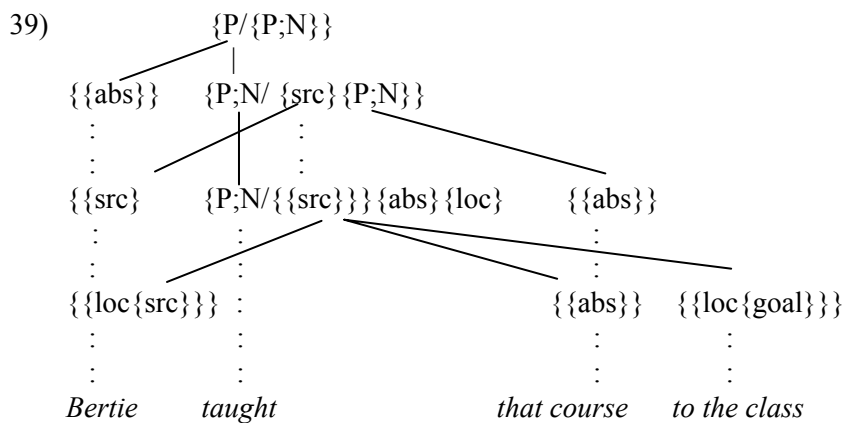 39) {P/{P;N}}
{{abs}} {P;N/ {src}{P;N}}
{{src} {P;N/{{src}}}{abs}{loc} {{abs}}
{{loc{src}}} {{abs}} {{loc{goal}}}
Bertie taught that course to the class